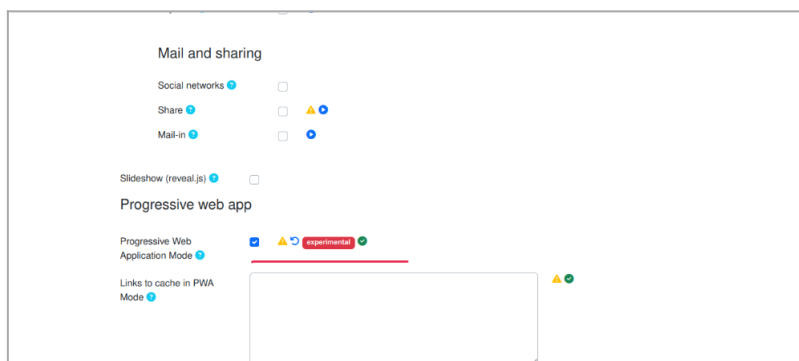 Mail and sharing
Social networks ?
Share ?
Mail-in ?
Slideshow (reveal.js) ?
Progressive web app
Progressive Web experimental
Application Mode ?
Links to cache in PWA
Mode ?